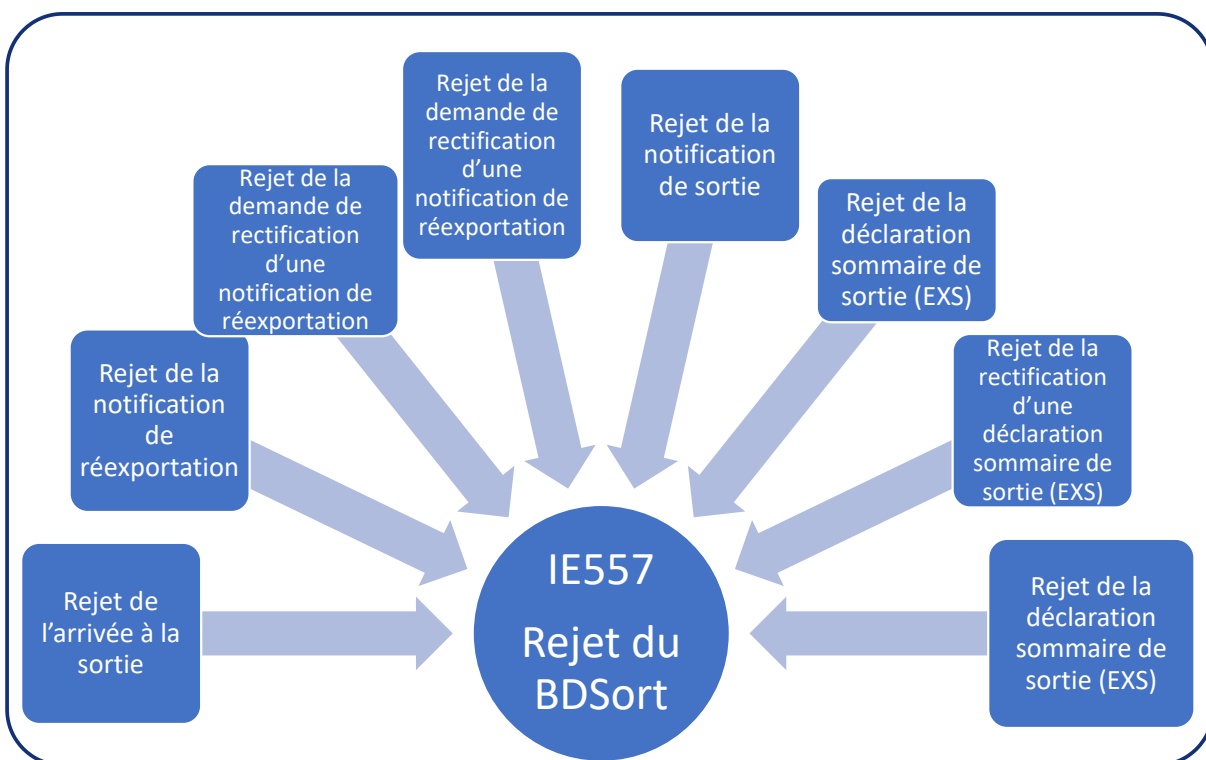 Rejet de
l'arrivée à la
sortie
Rejet de la
notification
de
réexportation
Rejet de la
demande de
rectification
d'une
notification de
réexportation
Rejet de la
demande de
rectification
d'une
notification de
réexportation
Rejet de la
notification
de sortie
Rejet de la
déclaration
sommaire de
sortie (EXS)
Rejet de la
rectification
d'une
déclaration
sommaire de
sortie (EXS)
Rejet de la
déclaration
sommaire de
sortie (EXS)
IE557
Rejet du
BDSort